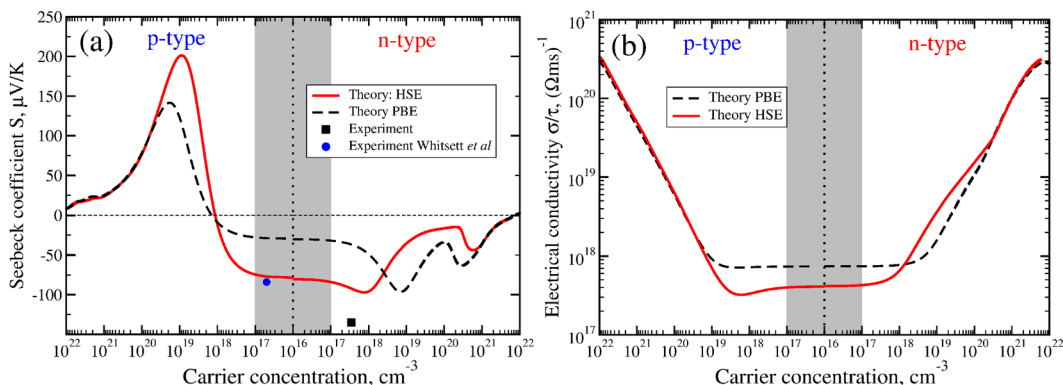 250
200
150
100
50
0
-50
-100
Seebeck coefficient S, μV/K
(a)
p-type
n-type
Theory: HSE
Theory PBE
Experiment
Experiment Whitsett et al
10^22 10^21 10^20 10^19 10^18 10^17 10^16 10^17 10^18 10^19 10^20 10^21 10^22
Carrier concentration, cm^-3
10^21
10^20
10^19
10^18
10^17
Electrical conductivity σ/τ, (Ωms)^-1
(b)
p-type
n-type
Theory PBE
Theory HSE
10^22 10^21 10^20 10^19 10^18 10^17 10^16 10^17 10^18 10^19 10^20 10^21 10^22
Carrier concentration, cm^-3